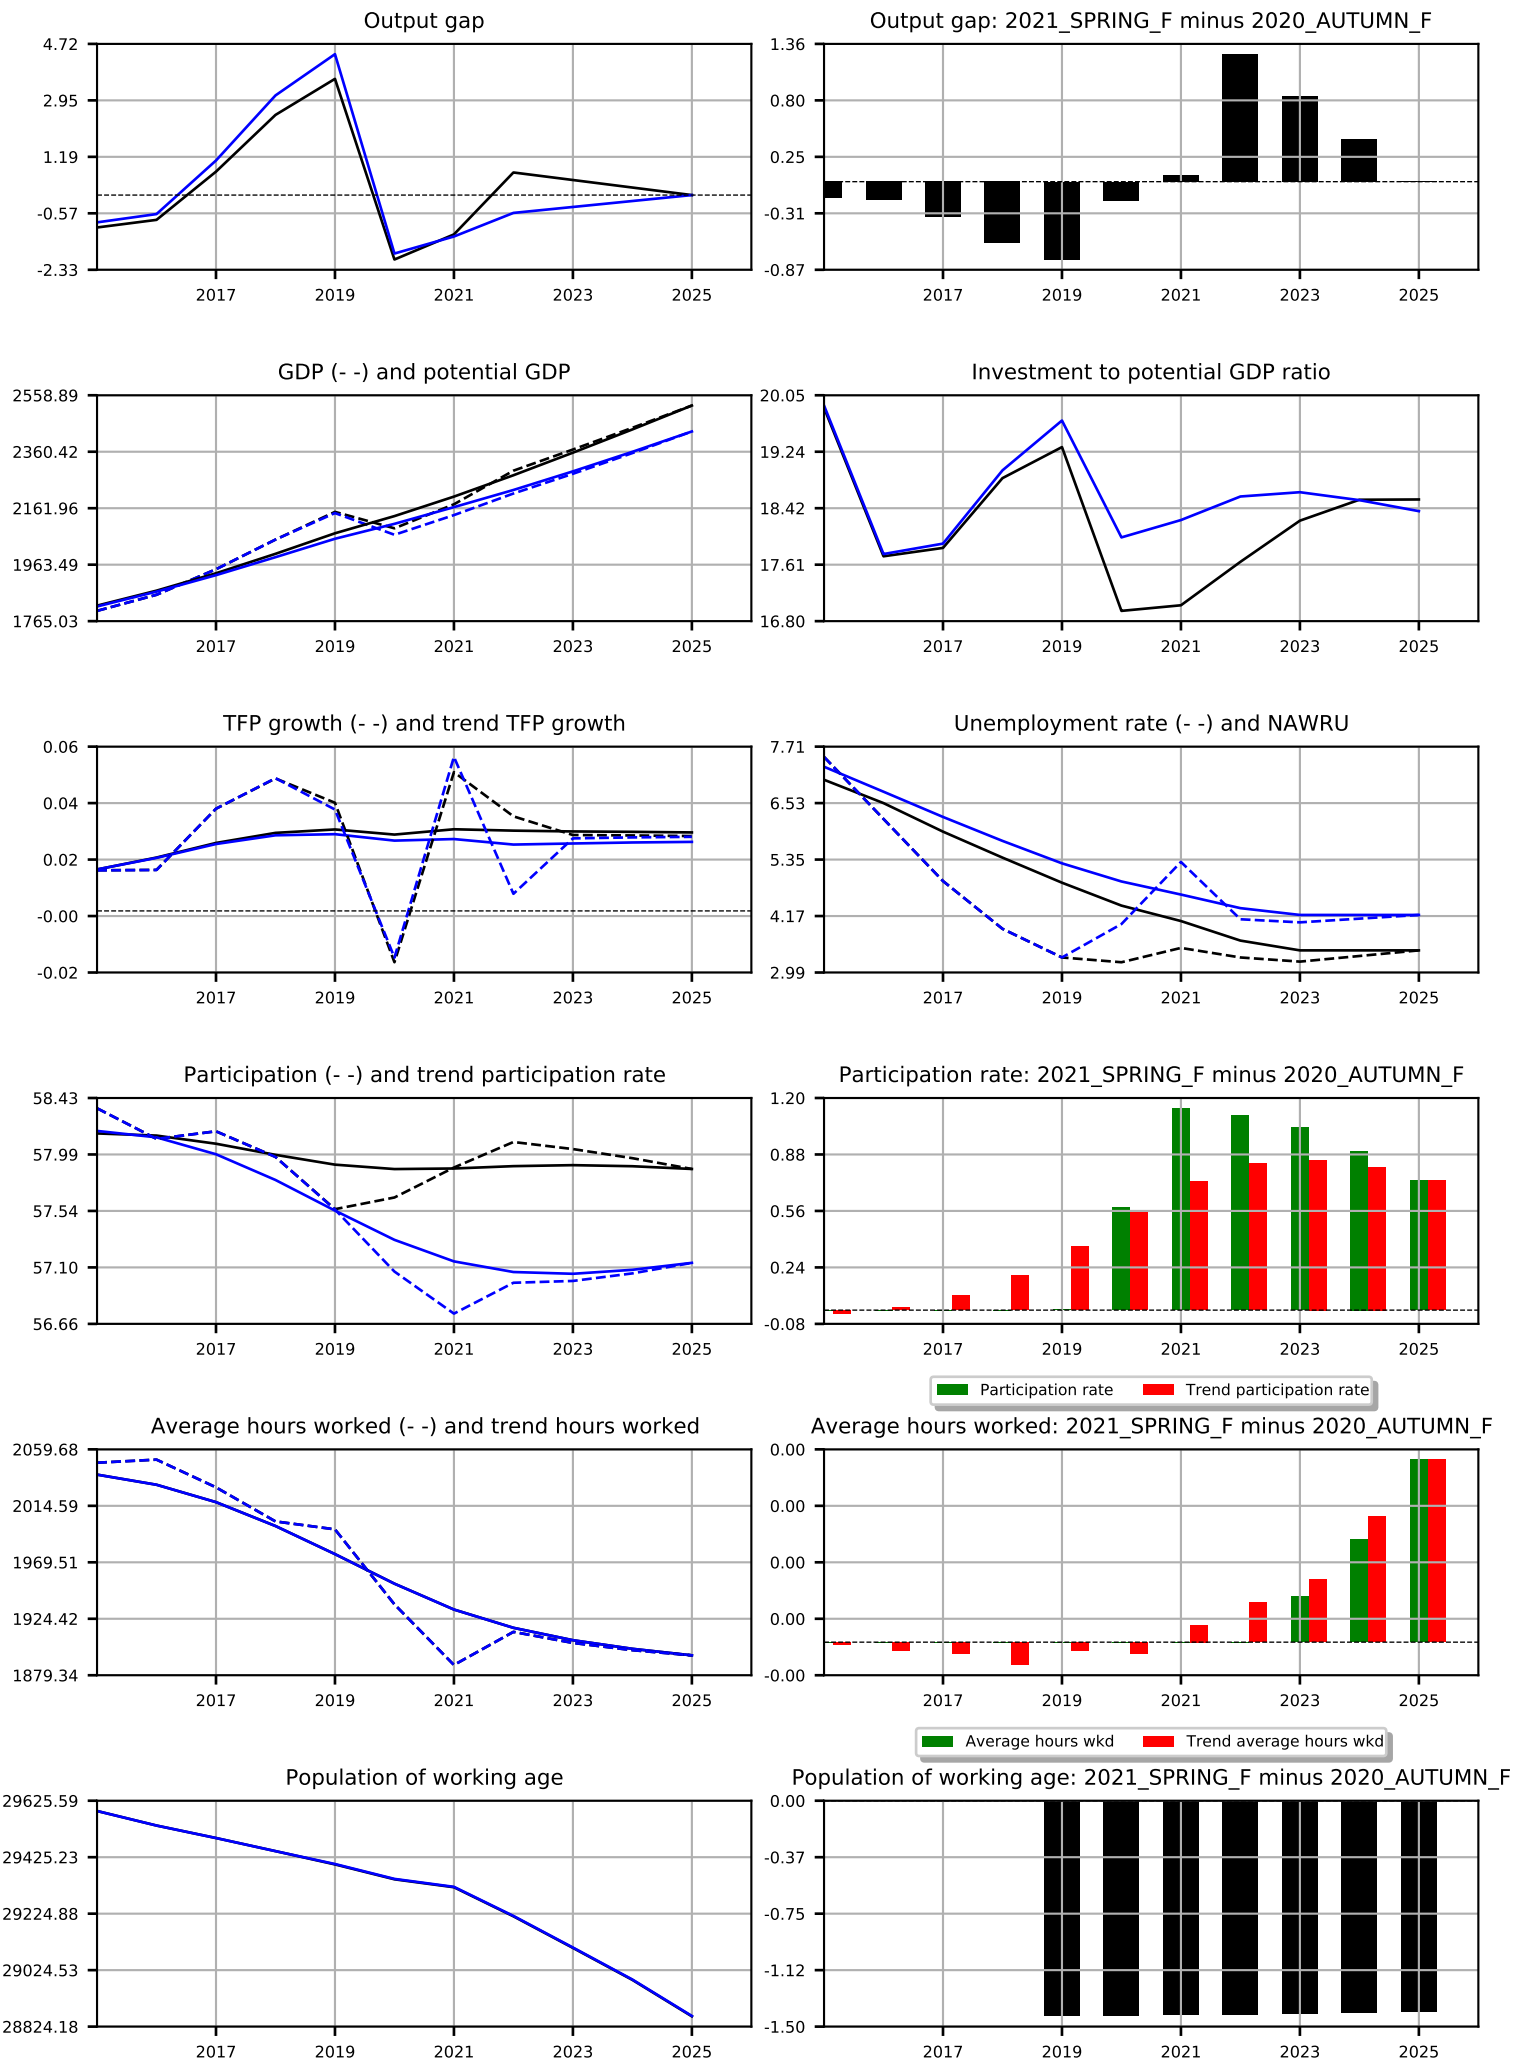 Output gap
4.72
2.95
1.19
-0.57
-2.33
2017 2019 2021 2023 2025
Output gap: 2021_SPRING_F minus 2020_AUTUMN_F
1.36
0.80
0.25
-0.31
-0.87
2017 2019 2021 2023 2025
GDP (- -) and potential GDP
2558.89
2360.42
2161.96
1963.49
1765.03
2017 2019 2021 2023 2025
Investment to potential GDP ratio
20.05
19.24
18.42
17.61
16.80
2017 2019 2021 2023 2025
TFP growth (- -) and trend TFP growth
0.06
0.04
0.02
-0.00
-0.02
2017 2019 2021 2023 2025
Unemployment rate (- -) and NAWRU
7.71
6.53
5.35
4.17
2.99
2017 2019 2021 2023 2025
Participation (- -) and trend participation rate
58.43
57.99
57.54
57.10
56.66
2017 2019 2021 2023 2025
Participation rate: 2021_SPRING_F minus 2020_AUTUMN_F
1.20
0.88
0.56
0.24
-0.08
2017 2019 2021 2023 2025
Participation rate Trend participation rate
Average hours worked (- -) and trend hours worked
2059.68
2014.59
1969.51
1924.42
1879.34
2017 2019 2021 2023 2025
Average hours worked: 2021_SPRING_F minus 2020_AUTUMN_F
0.00
0.00
0.00
0.00
-0.00
2017 2019 2021 2023 2025
Average hours wkd Trend average hours wkd
Population of working age
29625.59
29425.23
29224.88
29024.53
28824.18
2017 2019 2021 2023 2025
Population of working age: 2021_SPRING_F minus 2020_AUTUMN_F
0.00
-0.37
-0.75
-1.12
-1.50
2017 2019 2021 2023 2025